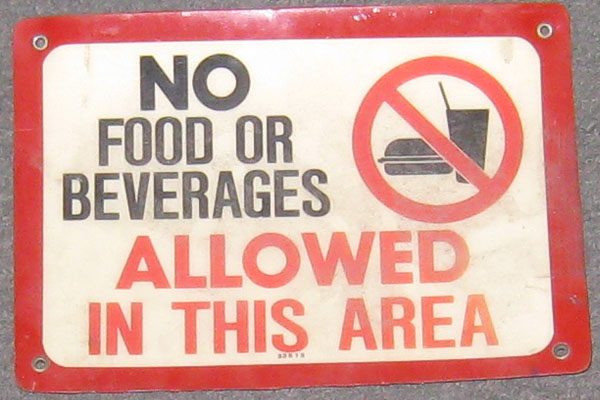 NO
FOOD OR
BEVERAGES
ALLOWED
IN THIS AREA